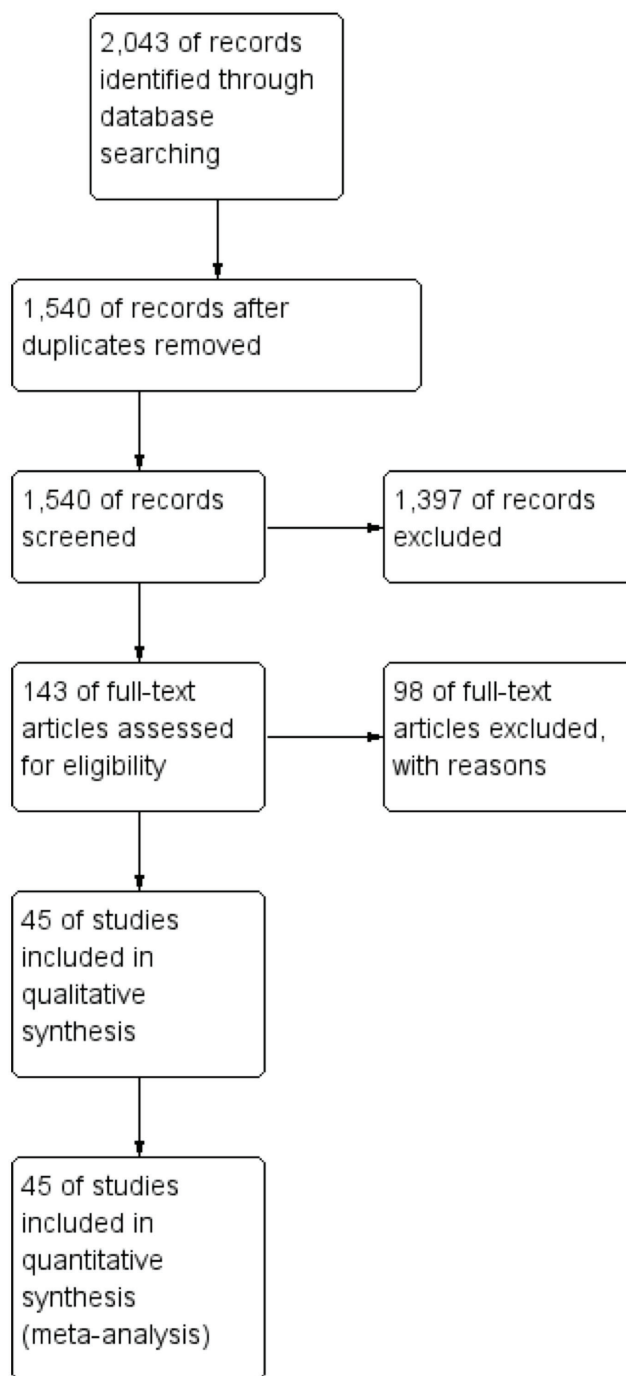 2,043 of records
identified through
database
searching
1,540 of records after
duplicates removed
1,540 of records
screened
1,397 of records
excluded
143 of full-text
articles assessed
for eligibility
98 of full-text
articles excluded,
with reasons
45 of studies
included in
qualitative
synthesis
45 of studies
included in
quantitative
synthesis
(meta-analysis)